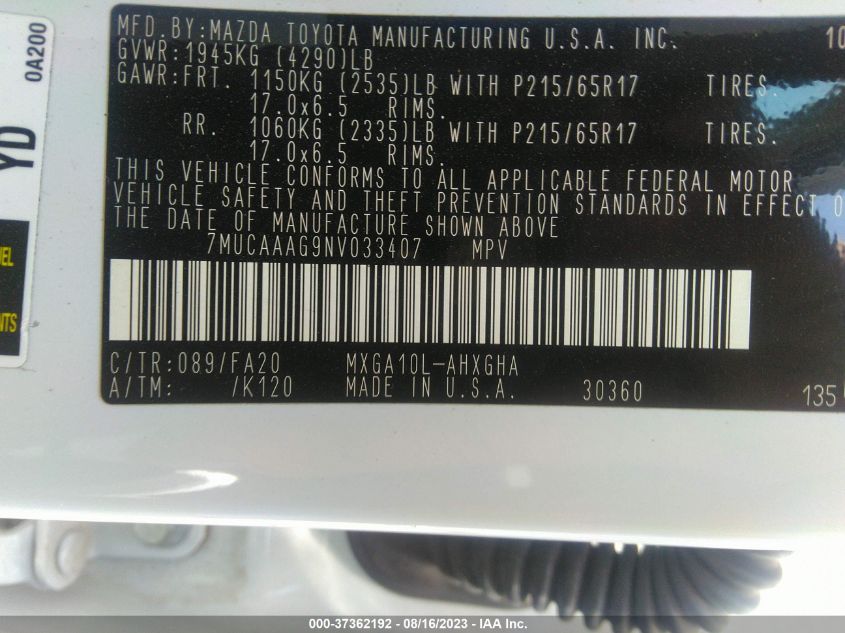 0A200
YD
MFD.BY:MAZDA TOYOTA MANUFACTURING U.S.A. INC. 10
GVWR:1945KG (4290)LB
GAWR:FRT. 1150KG (2535)LB WITH P215/65R17 TIRES.
17.0x6.5 RIMS.
RR. 1060KG (2335)LB WITH P215/65R17 TIRES.
17.0x6.5 RIMS.
THIS VEHICLE CONFORMS TO ALL APPLICABLE FEDERAL MOTOR
VEHICLE SAFETY AND THEFT PREVENTION STANDARDS IN EFFECT O
THE DATE OF MANUFACTURE SHOWN ABOVE
7MUCAAAG9NV033407 MPV
C/TR:089/FA20 MXGA10L-AHXGHA
A/TM: /K120 MADE IN U.S.A. 30360 135
000-37362192 - 08/16/2023 - IAA Inc.